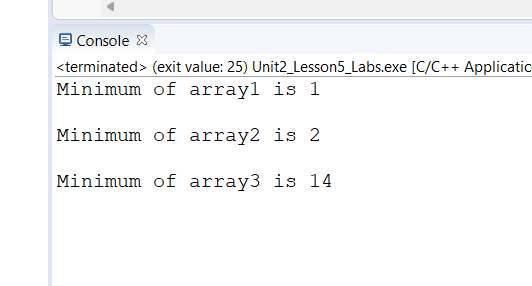 Console
<terminated> (exit value: 25) Unit2_Lesson5_Labs.exe [C/C++ Applicatio
Minimum of array1 is 1
Minimum of array2 is 2
Minimum of array3 is 14